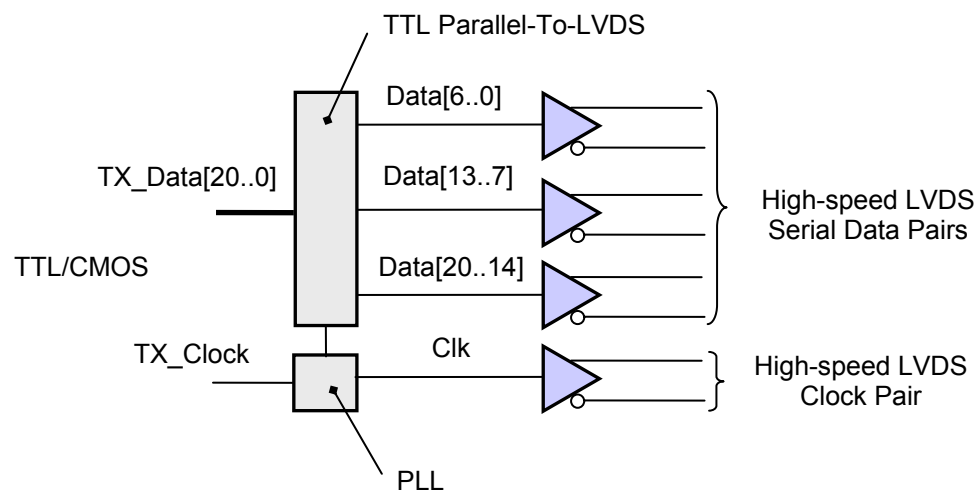 TTL Parallel-To-LVDS
Data[6..0]
TX_Data[20..0]
Data[13..7]
High-speed LVDS
Serial Data Pairs
TTL/CMOS
Data[20..14]
TX_Clock
Clk
High-speed LVDS
Clock Pair
PLL